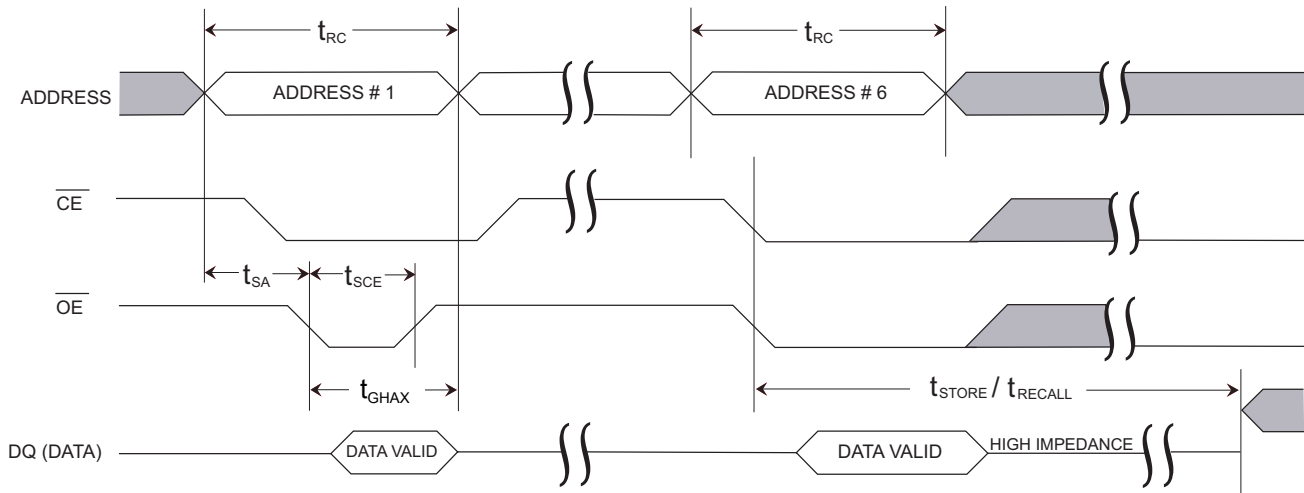 tRC tRC
ADDRESS ADDRESS # 1 ADDRESS # 6
CE
tSA tSCE
OE
tGHAX tSTORE / tRECALL
DQ (DATA) DATA VALID DATA VALID HIGH IMPEDANCE